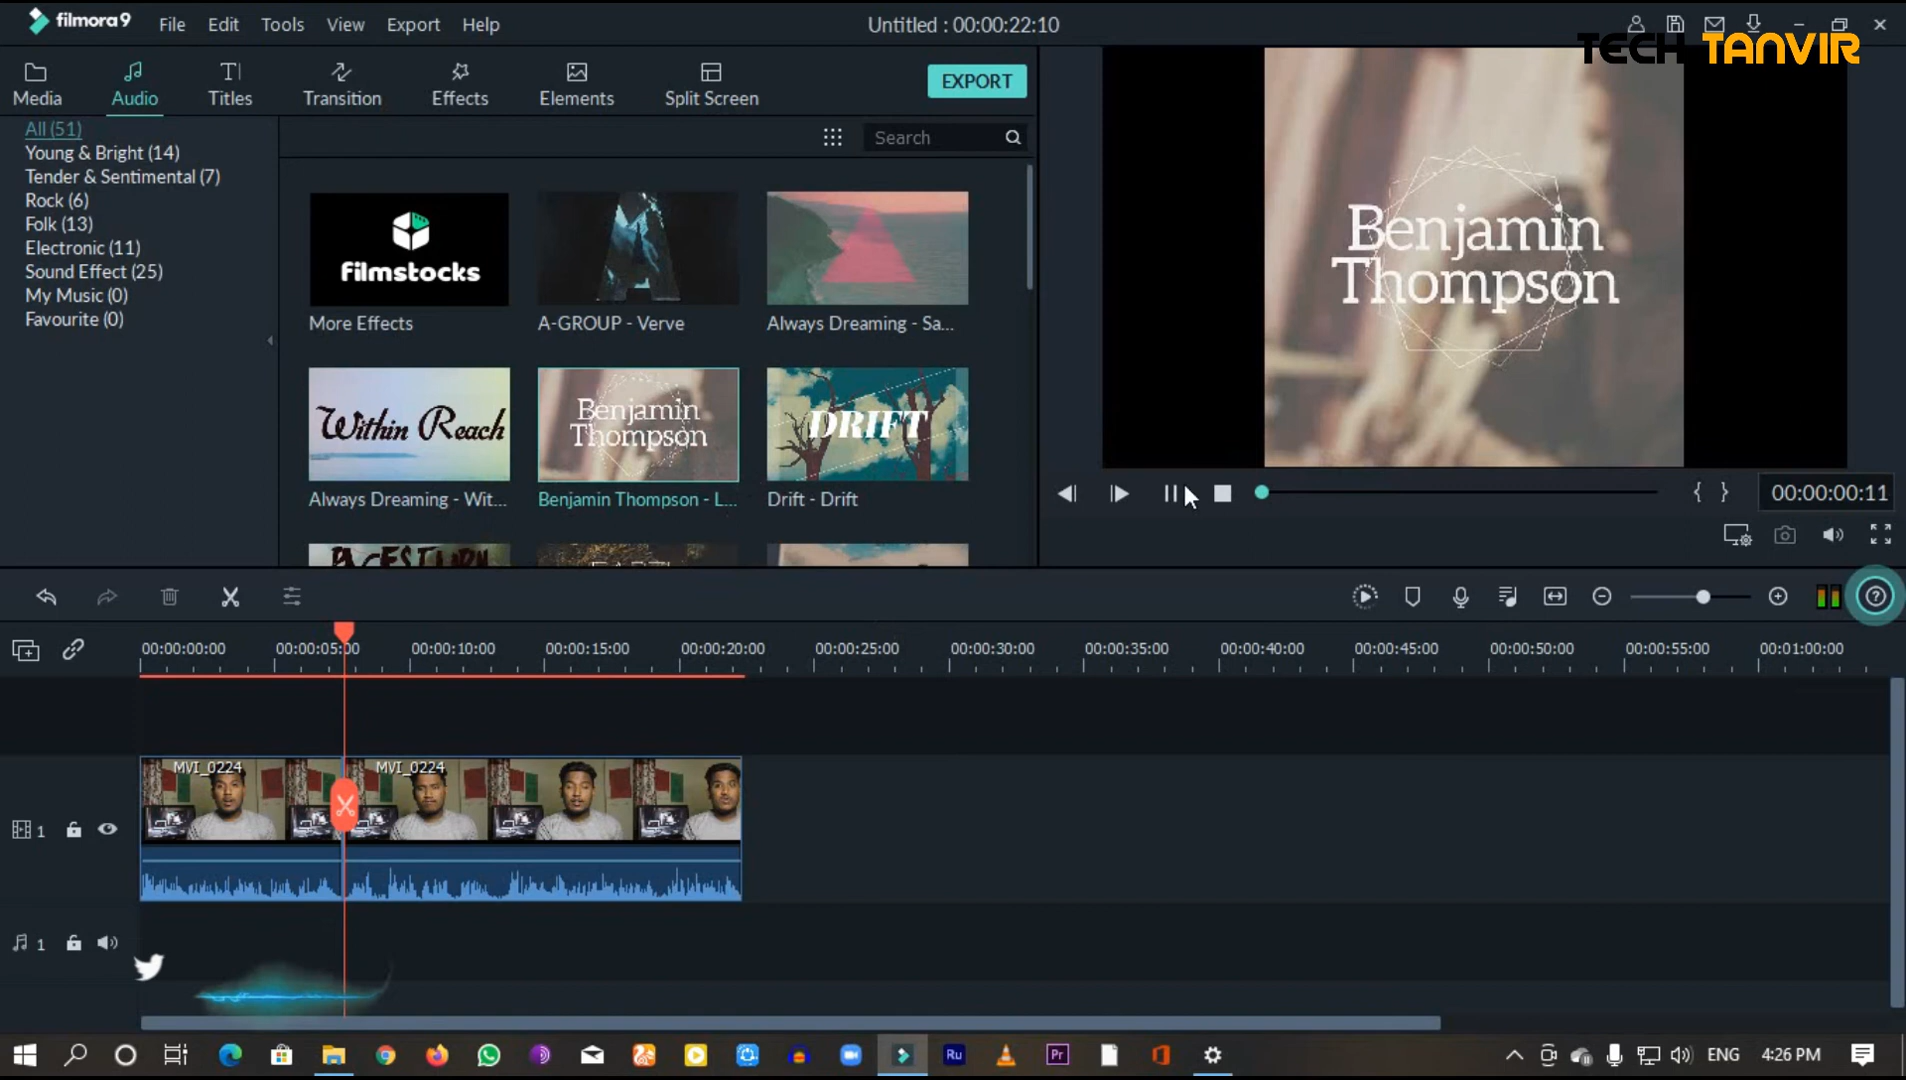 filmora9
File Edit Tools View Export Help
Untitled : 00:00:22:10
TECH TANVIR
Media
Audio
Titles
Transition
Effects
Elements
Split Screen
EXPORT
All (51)
Young & Bright (14)
Tender & Sentimental (7)
Rock (6)
Folk (13)
Electronic (11)
Sound Effect (25)
My Music (0)
Favourite (0)
Search
filmstocks
More Effects
A-GROUP - Verve
Always Dreaming - Sa...
Within Reach
Always Dreaming - Wit...
Benjamin
Thompson
Benjamin Thompson - L...
DRIFT
Drift - Drift
Benjamin
Thompson
00:00:00:11
00:00:00:00 00:00:05:00 00:00:10:00 00:00:15:00 00:00:20:00 00:00:25:00 00:00:30:00 00:00:35:00 00:00:40:00 00:00:45:00 00:00:50:00 00:00:55:00 00:01:00:00
MVI_0224 MVI_0224
1
1
Ru
Pr
ENG
4:26 PM